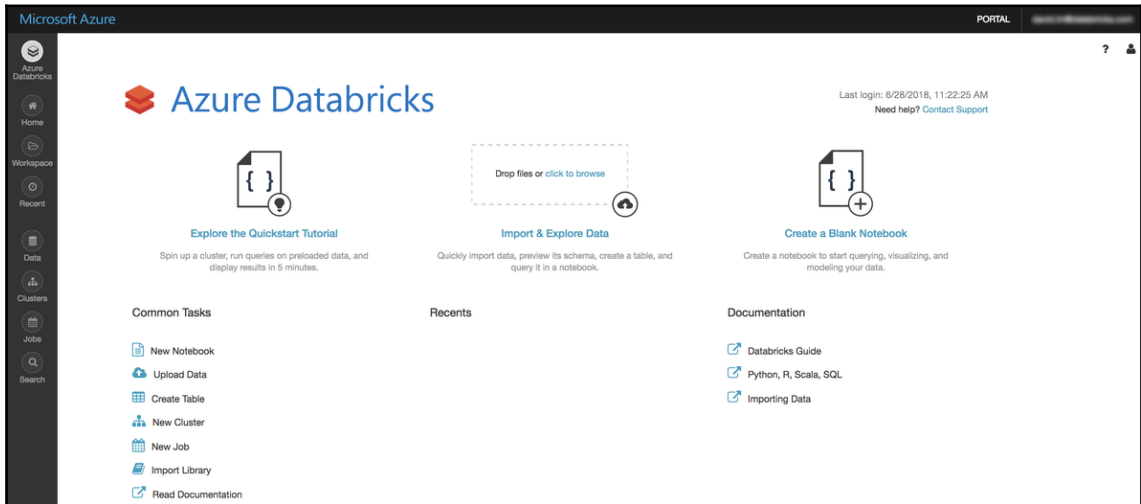 Microsoft Azure
PORTAL
Azure
Databricks
Home
Workspace
Recent
Data
Clusters
Jobs
Search
?
Azure Databricks
Last login: 6/28/2018, 11:22:25 AM
Need help? Contact Support
{ }
Explore the Quickstart Tutorial
Spin up a cluster, run queries on preloaded data, and
display results in 5 minutes.
Drop files or click to browse
Import & Explore Data
Quickly import data, preview its schema, create a table, and
query it in a notebook.
{ }
Create a Blank Notebook
Create a notebook to start querying, visualizing, and
modeling your data.
Common Tasks
New Notebook
Upload Data
Create Table
New Cluster
New Job
Import Library
Read Documentation
Recents
Documentation
Databricks Guide
Python, R, Scala, SQL
Importing Data